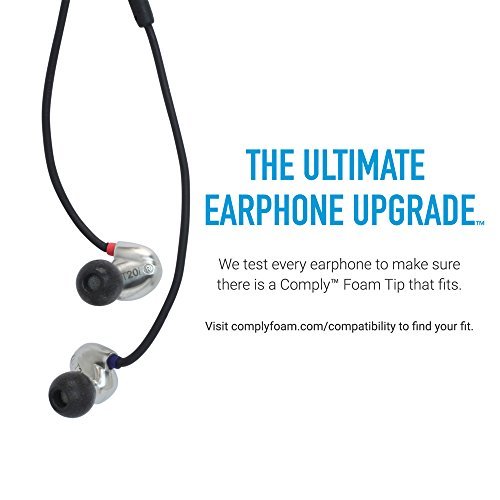 THE ULTIMATE
EARPHONE UPGRADE™
We test every earphone to make sure
there is a Comply™ Foam Tip that fits.
Visit complyfoam.com/compatibility to find your fit.